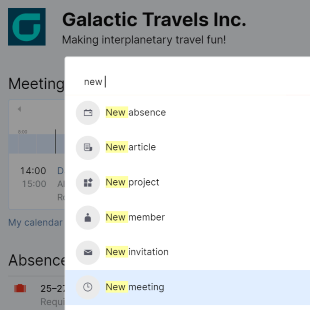 Galactic Travels Inc.
Making interplanetary travel fun!
Meeting
new
New absence
New article
14:00
15:00
New project
New member
My calendar
New invitation
Absence
New meeting
25–27